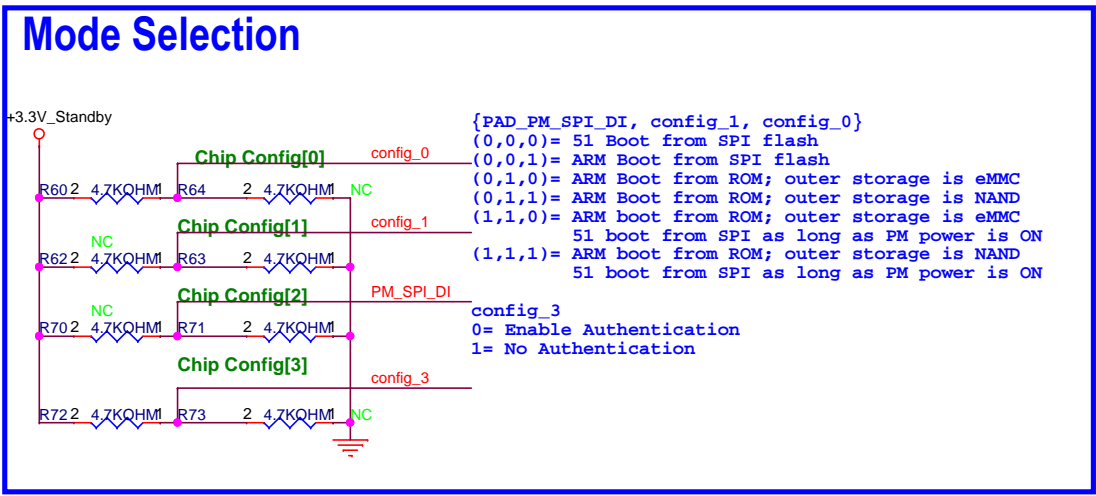 Mode Selection
+3.3V_Standby
{PAD_PM_SPI_DI, config_1, config_0}
(0,0,0)= 51 Boot from SPI flash
Chip Config[0] config_0 (0,0,1)= ARM Boot from SPI flash
(0,1,0)= ARM Boot from ROM; outer storage is eMMC
R60 2 4.7KOHM 1 R64 2 4.7KOHM 1 NC (0,1,1)= ARM Boot from ROM; outer storage is NAND
Chip Config[1] config_1 (1,1,0)= ARM boot from ROM; outer storage is eMMC
NC 51 boot from SPI as long as PM power is ON
R62 2 4.7KOHM 1 R63 2 4.7KOHM 1 (1,1,1)= ARM boot from ROM; outer storage is NAND
51 boot from SPI as long as PM power is ON
Chip Config[2] PM_SPI_DI
NC config_3
R70 2 4.7KOHM 1 R71 2 4.7KOHM 1 0= Enable Authentication
1= No Authentication
Chip Config[3] config_3
R72 2 4.7KOHM 1 R73 2 4.7KOHM 1 NC